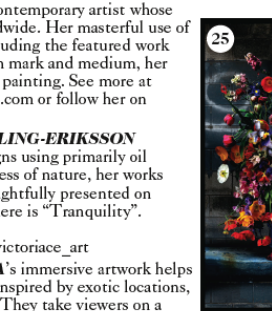 contemporary artist whose
dwide. Her masterful use of
uding the featured work
n mark and medium, her
painting. See more at
.com or follow her on
LING-ERIKSSON
gns using primarily oil
ess of nature, her works
ghtfully presented on
ere is “Tranquility”.
victoriace_art
’s immersive artwork helps
nspired by exotic locations,
They take viewers on a
25